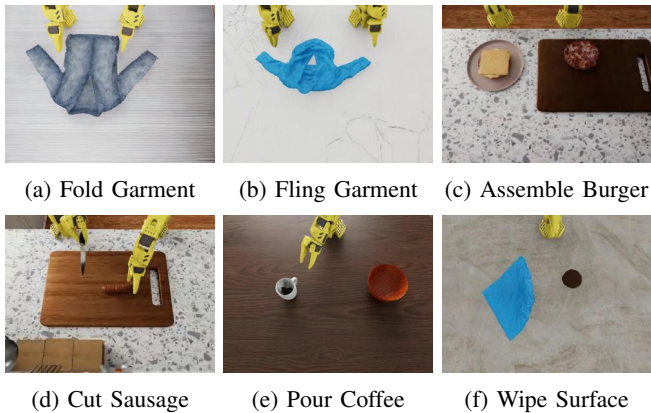 (a) Fold Garment
(b) Fling Garment
(c) Assemble Burger
(d) Cut Sausage
(e) Pour Coffee
(f) Wipe Surface